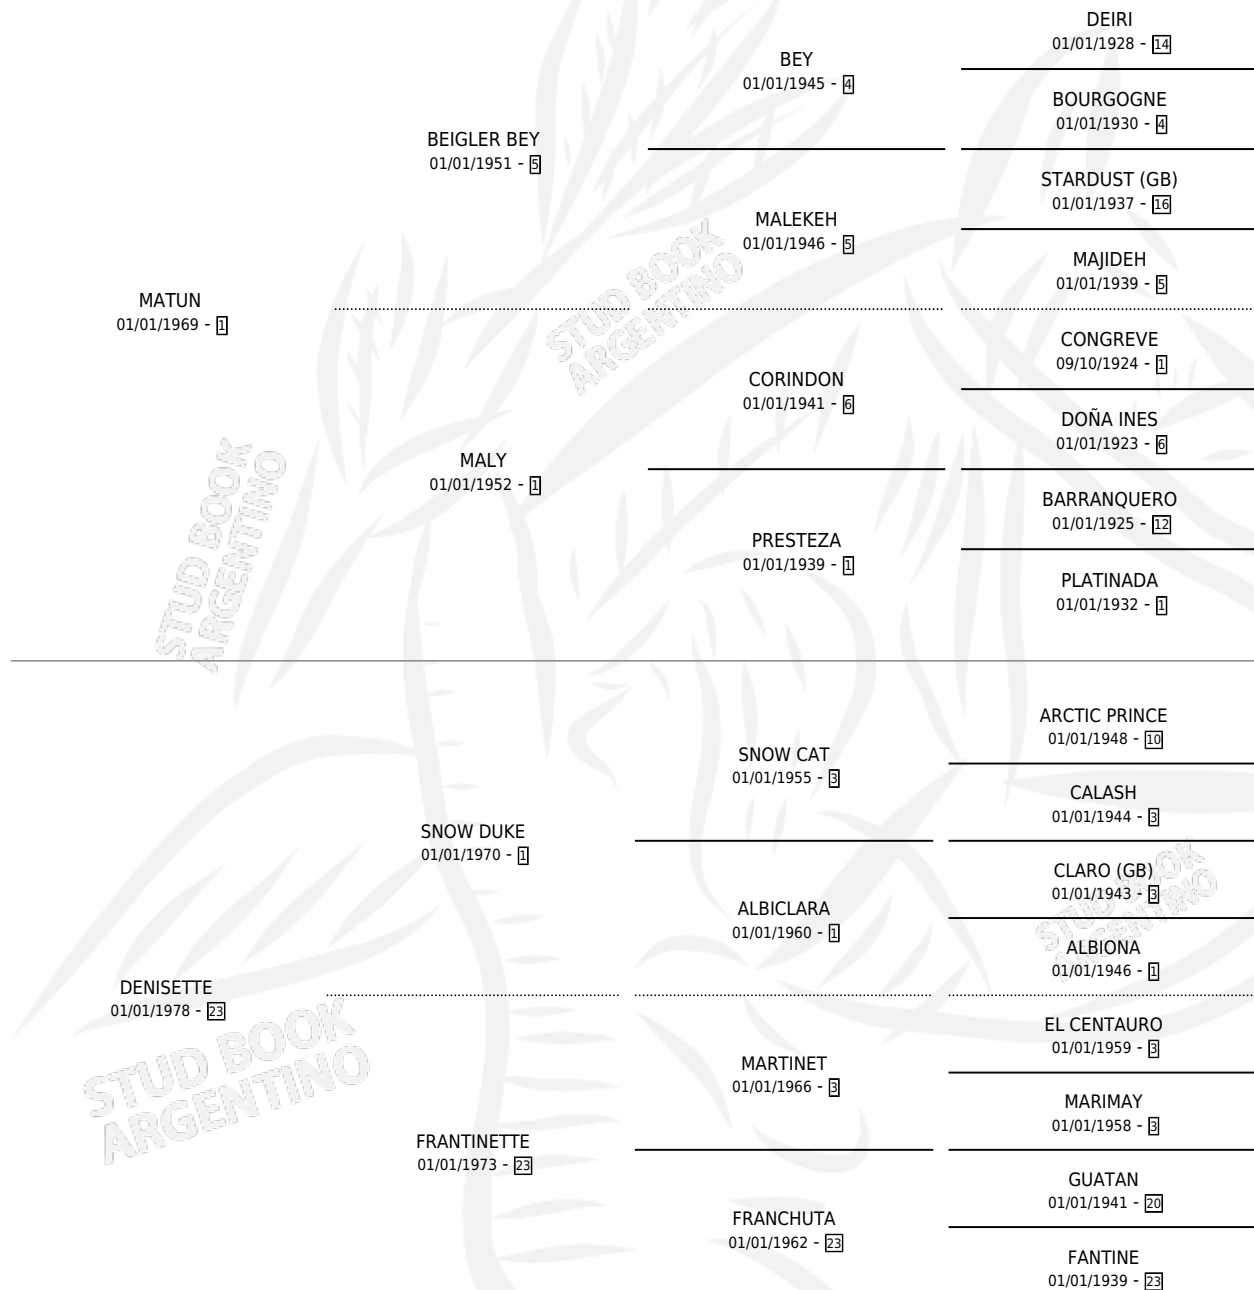 DEIRI
01/01/1928 - 14
BEY
01/01/1945 - 4
BOURGOGNE
01/01/1930 - 4
BEIGLER BEY
01/01/1951 - 5
STARDUST (GB)
01/01/1937 - 16
MALEKEH
01/01/1946 - 5
MAJIDEH
01/01/1939 - 5
MATUN
01/01/1969 - 1
STUD BOOK
ARGENTINO
CONGREVE
09/10/1924 - 1
CORINDON
01/01/1941 - 6
DOÑA INES
01/01/1923 - 6
MALY
01/01/1952 - 1
BARRANQUERO
01/01/1925 - 12
PRESTEZA
01/01/1939 - 1
PLATINADA
01/01/1932 - 1
STUD BOOK
ARGENTINO
ARCTIC PRINCE
01/01/1948 - 10
SNOW CAT
01/01/1955 - 3
CALASH
01/01/1944 - 3
SNOW DUKE
01/01/1970 - 1
CLARO (GB)
01/01/1943 - 3
ALBICLARA
01/01/1960 - 1
ALBIONA
01/01/1946 - 1
STUD BOOK
ARGENTINO
DENISETTE
01/01/1978 - 23
STUD BOOK
ARGENTINO
EL CENTAURO
01/01/1959 - 3
MARTINET
01/01/1966 - 3
MARIMAY
01/01/1958 - 3
FRANTINETTE
01/01/1973 - 23
GUATAN
01/01/1941 - 20
FRANCHUTA
01/01/1962 - 23
FANTINE
01/01/1939 - 23